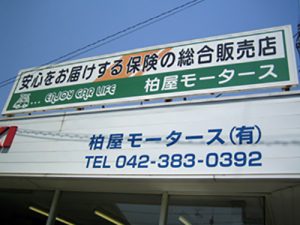 安心をお届けする保険の総合販売店
... ENJOY CAR LIFE 柏屋モータース
柏屋モータース(有)
TEL 042-383-0392